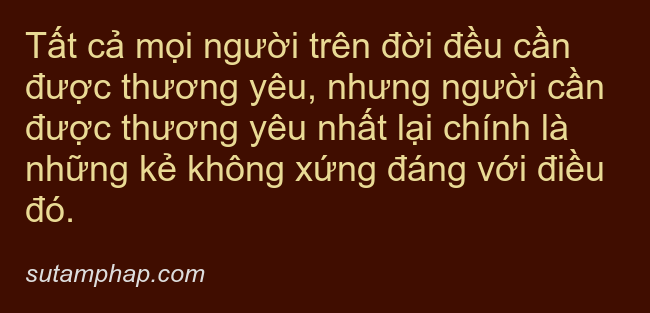 Tất cả mọi người trên đời đều cần
được thương yêu, nhưng người cần
được thương yêu nhất lại chính là
những kẻ không xứng đáng với điều
đó.
sutamphap.com